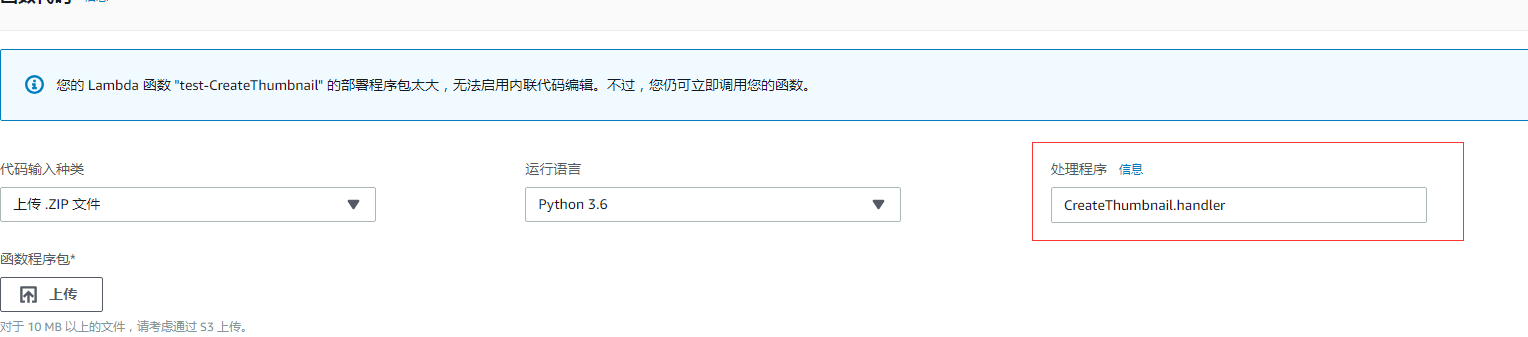 函数代码 信息
您的 Lambda 函数 "test-CreateThumbnail" 的部署程序包太大，无法启用内联代码编辑。不过，您仍可立即调用您的函数。
代码输入种类 运行语言 处理程序 信息
上传 .ZIP 文件 Python 3.6 CreateThumbnail.handler
函数程序包*
上传
对于 10 MB 以上的文件，请考虑通过 S3 上传。